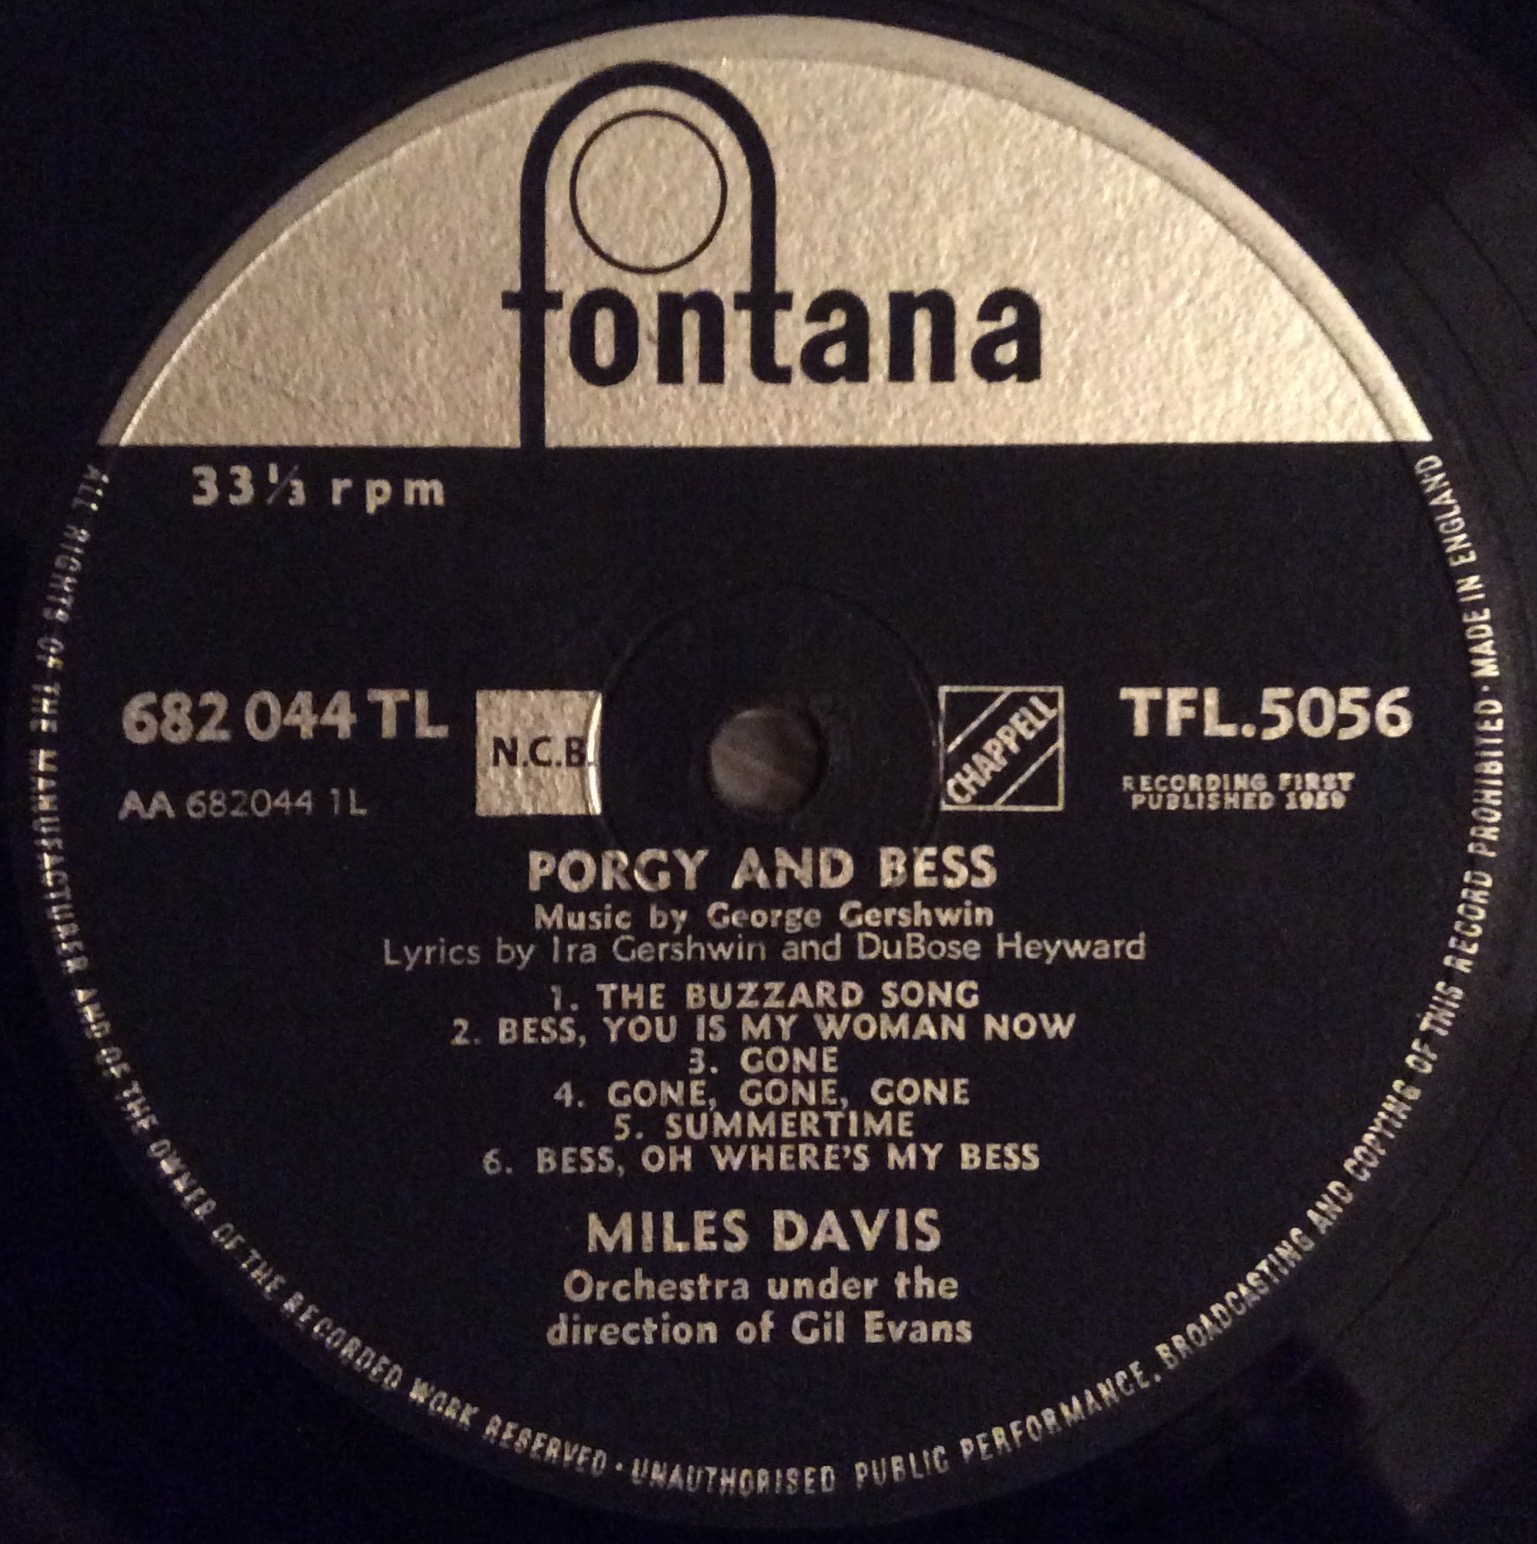 fontana
33⅓ rpm
682 044 TL
N.C.B.
CHAPPELL
TFL.5056
AA 682044 1L
RECORDING FIRST
PUBLISHED 1959
PORGY AND BESS
Music by George Gershwin
Lyrics by Ira Gershwin and DuBose Heyward
1. THE BUZZARD SONG
2. BESS, YOU IS MY WOMAN NOW
3. GONE
4. GONE, GONE, GONE
5. SUMMERTIME
6. BESS, OH WHERE'S MY BESS
MILES DAVIS
Orchestra under the
direction of Gil Evans
ALL RIGHTS OF THE MANUFACTURER AND OF THE OWNER OF THE RECORDED WORK RESERVED · UNAUTHORISED PUBLIC PERFORMANCE, BROADCASTING AND COPYING OF THIS RECORD PROHIBITED · MADE IN ENGLAND